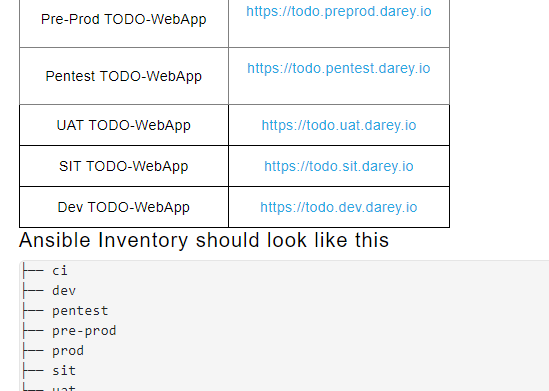 Pre-Prod TODO-WebApp https://todo.preprod.darey.io
Pentest TODO-WebApp https://todo.pentest.darey.io
UAT TODO-WebApp https://todo.uat.darey.io
SIT TODO-WebApp https://todo.sit.darey.io
Dev TODO-WebApp https://todo.dev.darey.io
Ansible Inventory should look like this
├── ci
├── dev
├── pentest
├── pre-prod
├── prod
├── sit
├── uat